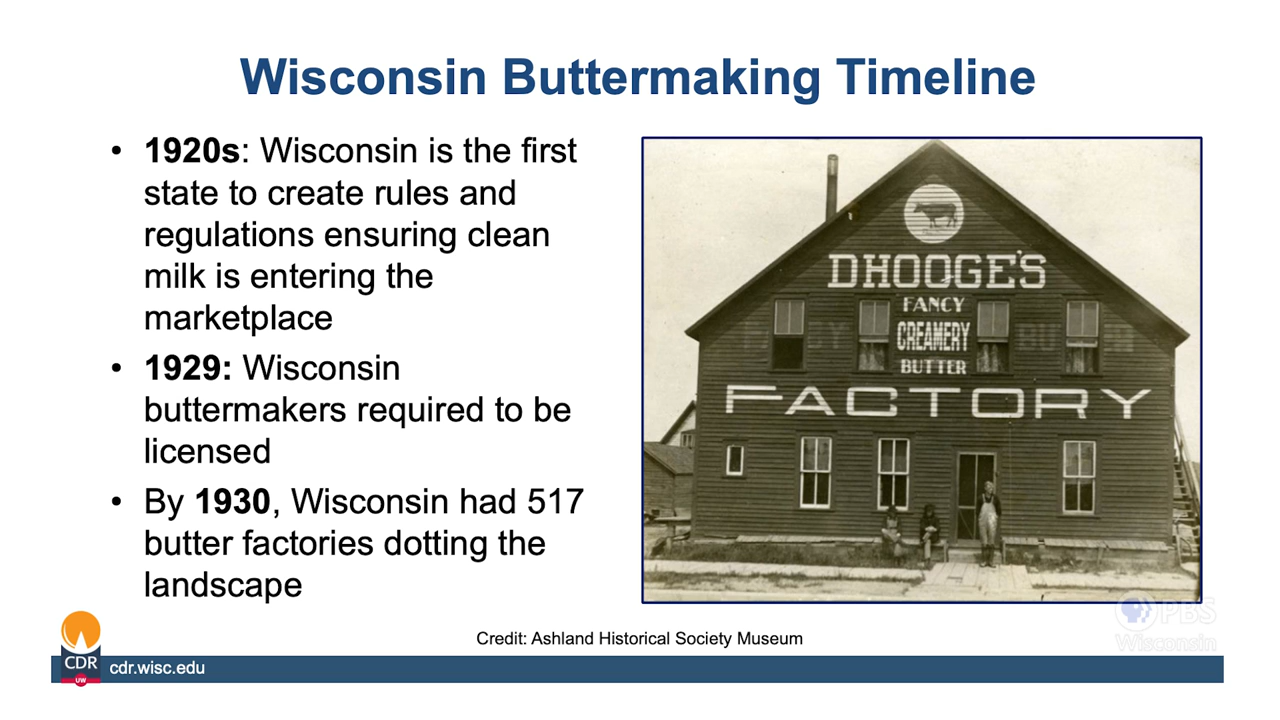 Wisconsin Buttermaking Timeline
• 1920s: Wisconsin is the first
state to create rules and
regulations ensuring clean
milk is entering the
marketplace
• 1929: Wisconsin
buttermakers required to be
licensed
• By 1930, Wisconsin had 517
butter factories dotting the
landscape
DHOOGE'S
FANCY
CREAMERY
BUTTER
FACTORY
Credit: Ashland Historical Society Museum
PBS
Wisconsin
CDR
UW
cdr.wisc.edu